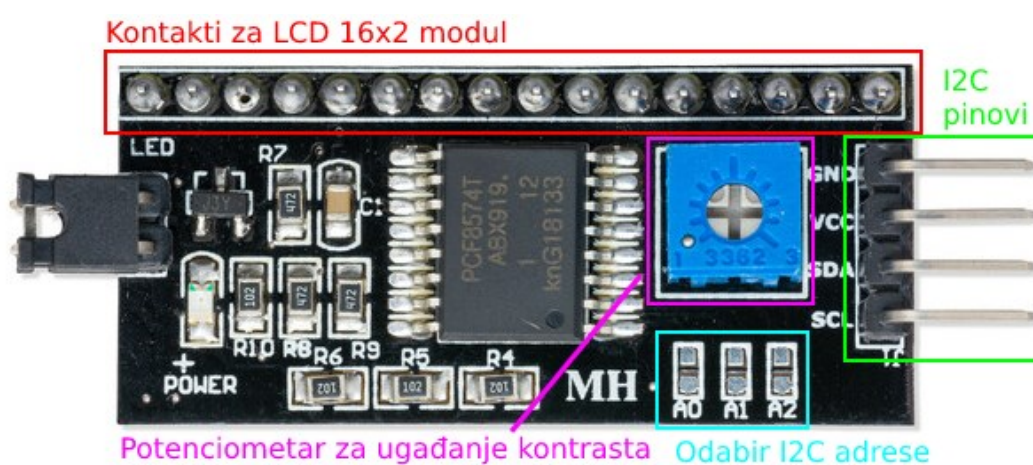 Kontakti za LCD 16x2 modul
I2C
pinovi
LED
R7
472
J3Y
C1
PCF8574T
ABX919.
1 12
knG18133
1 3362 3
GND
VCC
SDA
SCL
J1
102
472
472
R10
R8
R9
+
POWER
R6
R5
R4
102
102
102
MH
A0
A1
A2
Potenciometar za ugađanje kontrasta
Odabir I2C adrese